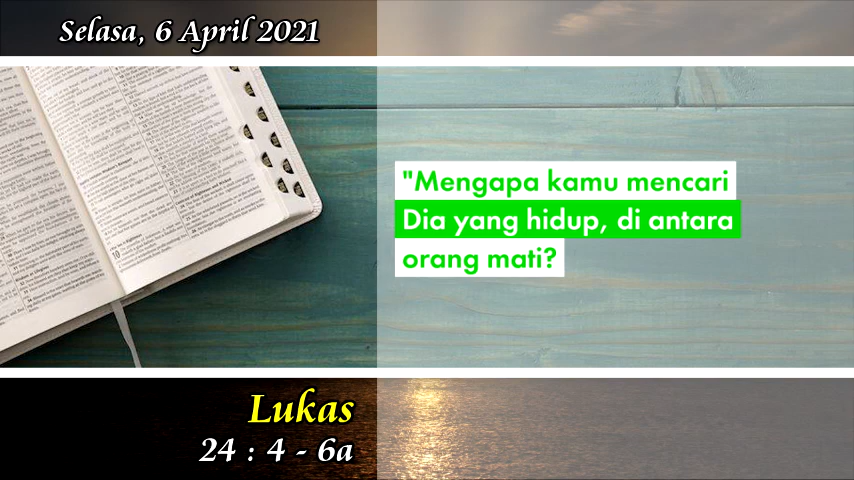 Selasa, 6 April 2021
"Mengapa kamu mencari
Dia yang hidup, di antara
orang mati?
Lukas
24 : 4 - 6a